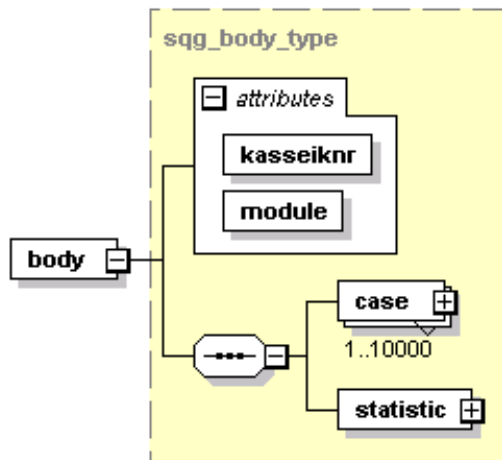 sqg_body_type
attributes
kasseiknr
module
body
case
1..10000
statistic